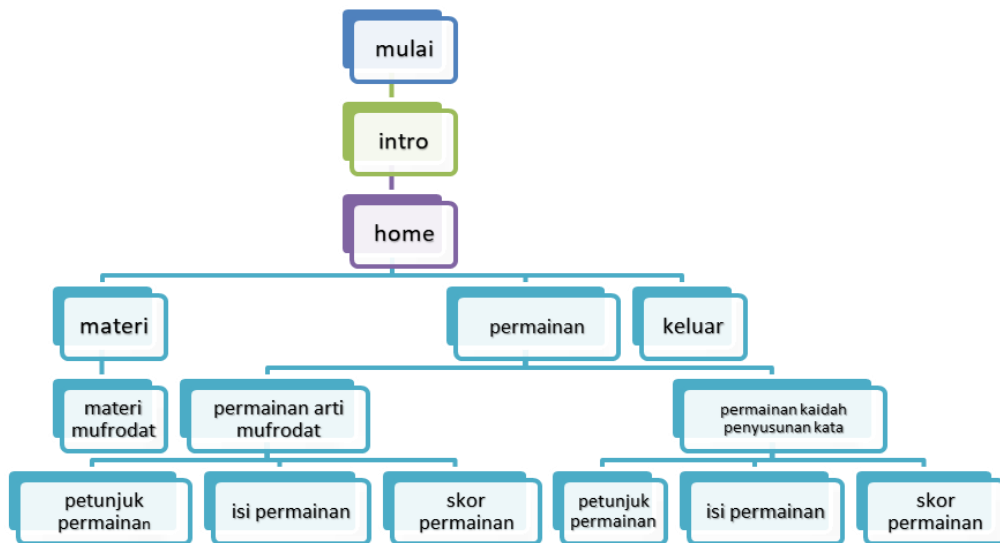 mulai
intro
home
materi
permainan
keluar
materi
mufrodat
permainan arti
mufrodat
permainan kaidah
penyusunan kata
petunjuk
permainan
isi permainan
skor
permainan
petunjuk
permainan
isi permainan
skor
permainan